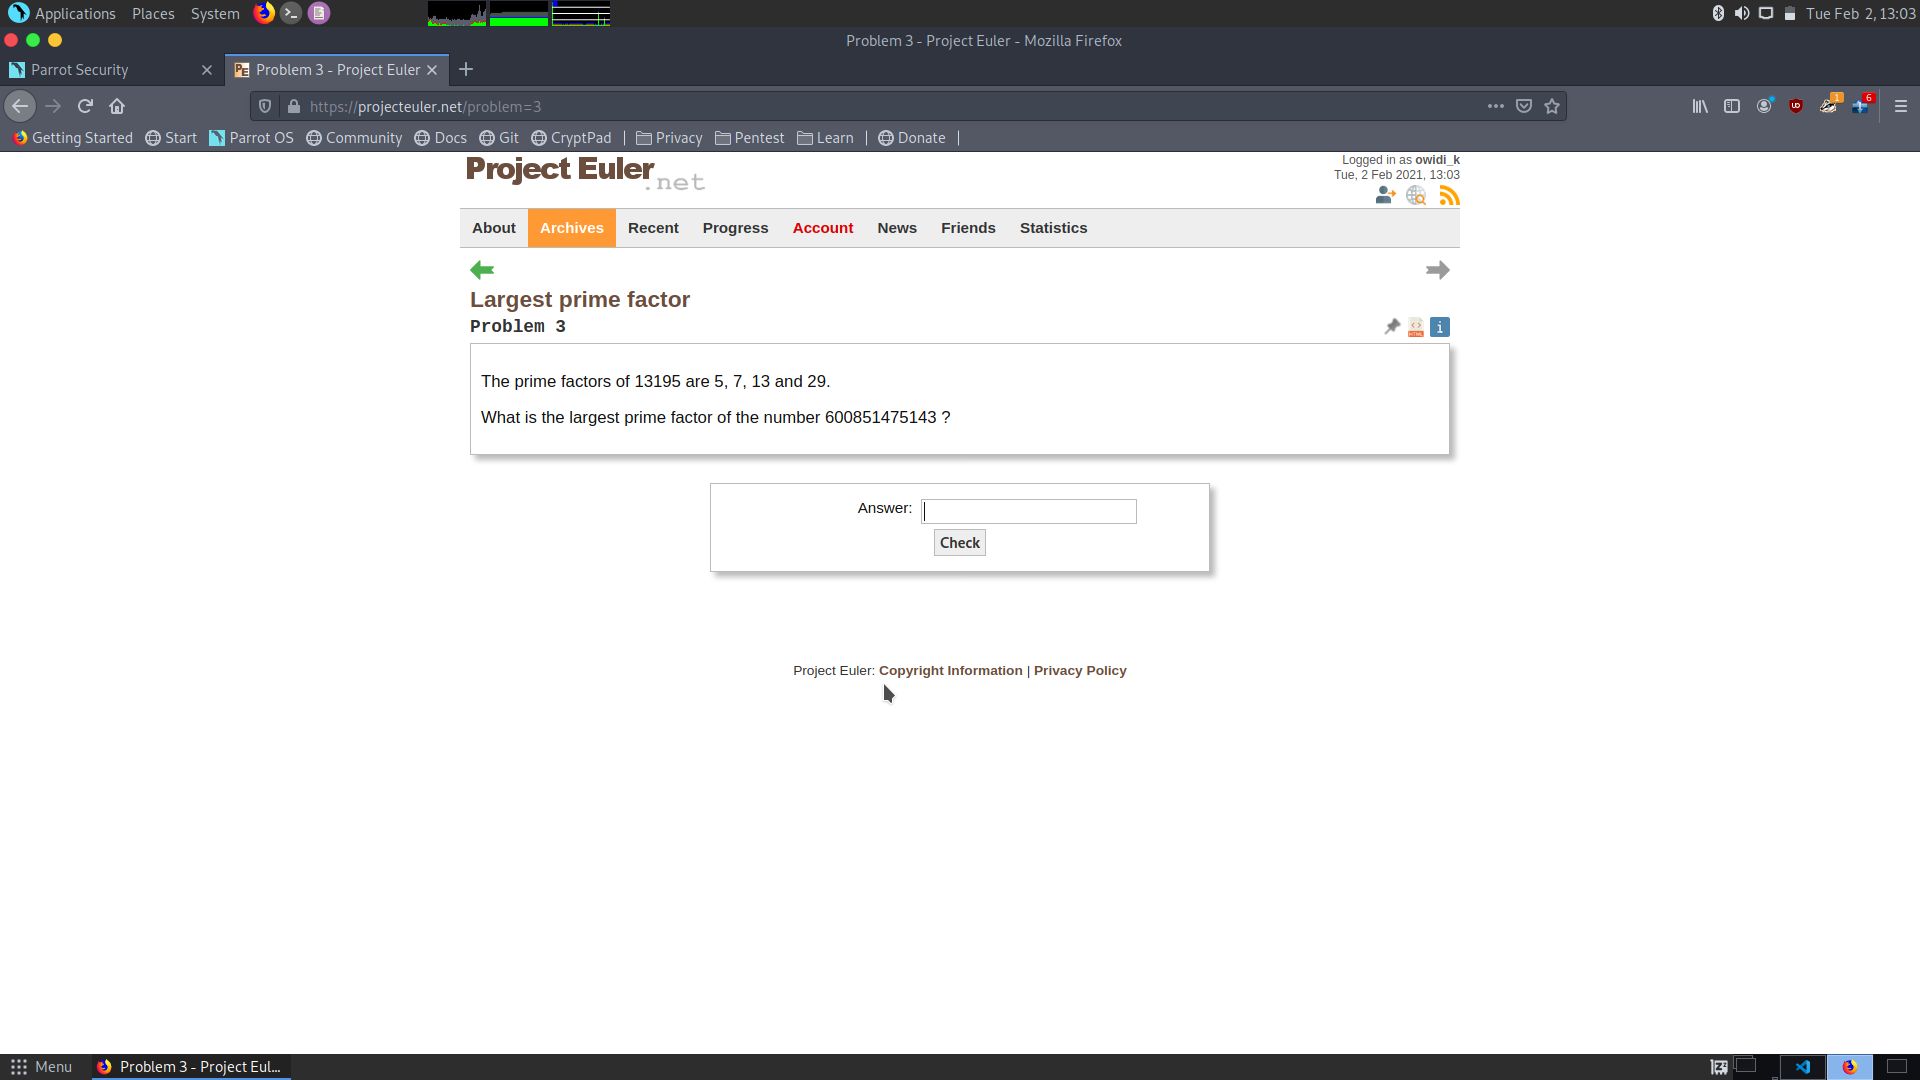 Applications Places System Tue Feb 2, 13:03
Problem 3 - Project Euler - Mozilla Firefox
Parrot Security Problem 3 - Project Euler
https://projecteuler.net/problem=3 1 6
Getting Started Start Parrot OS Community Docs Git CryptPad Privacy Pentest Learn Donate
Project Euler .net
Logged in as owidi_k
Tue, 2 Feb 2021, 13:03
About Archives Recent Progress Account News Friends Statistics
Largest prime factor
Problem 3
The prime factors of 13195 are 5, 7, 13 and 29.
What is the largest prime factor of the number 600851475143 ?
Answer:
Check
Project Euler: Copyright Information | Privacy Policy
Menu Problem 3 - Project Eul...